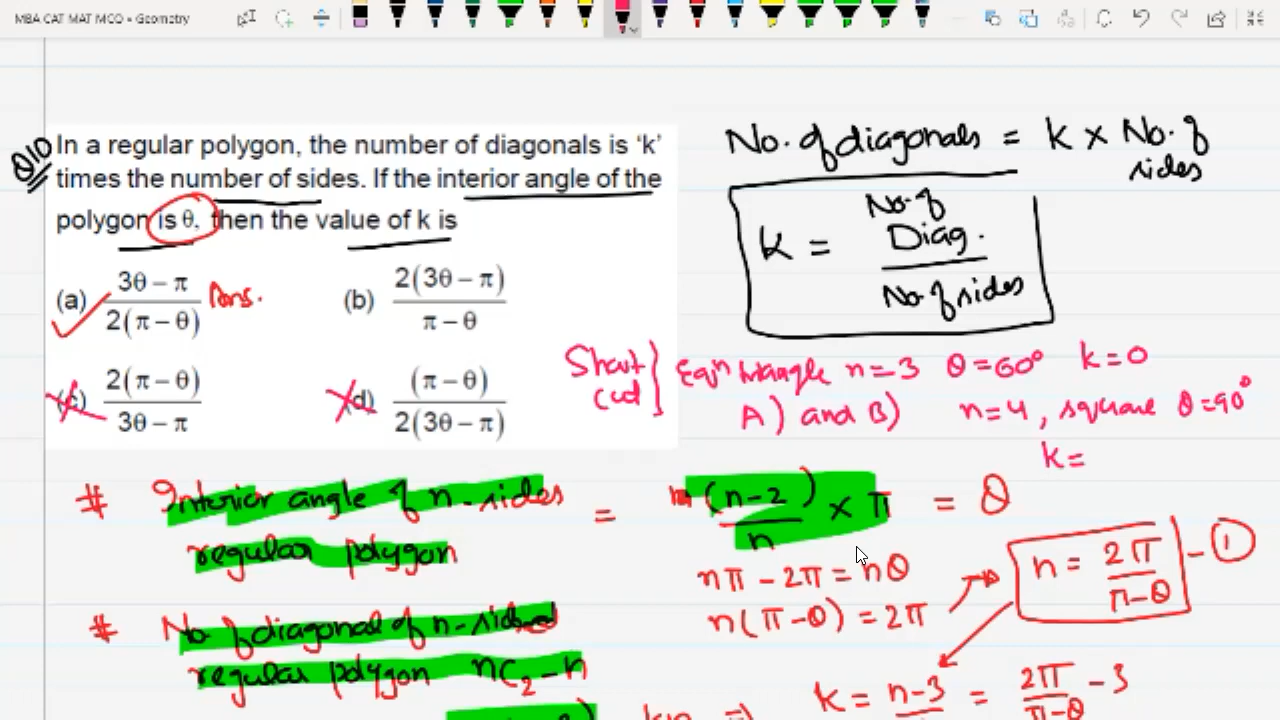 MBA CAT MAT MCQ - Geometry
Q10 In a regular polygon, the number of diagonals is 'k'
times the number of sides. If the interior angle of the
polygon is θ, then the value of k is
(a) 3θ − π / 2(π − θ) Ans.
(b) 2(3θ − π) / π − θ
(c) 2(π − θ) / 3θ − π
(d) (π − θ) / 2(3θ − π)
No. of diagonals = k × No. of sides
k = No. of Diag. / No of sides
Short cut } Eqⁿ triangle n=3 θ=60° k=0
A) and B) n=4, square θ=90°
k=
# Interior angle of n-sides regular polygon = (n-2)/n × π = θ
nπ − 2π = nθ
n(π−θ) = 2π
n = 2π / π−θ - ①
# No. of diagonal of n-sided
regular polygon nC₂ − n
k = n-3 = 2π / π−θ − 3